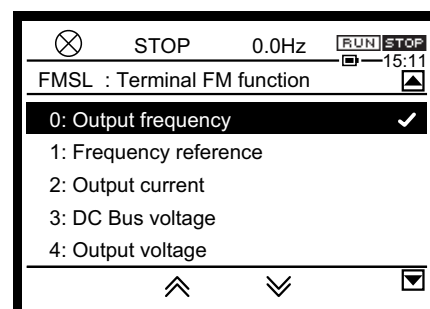 STOP 0.0Hz RUN STOP
15:11
FMSL : Terminal FM function
0: Output frequency
1: Frequency reference
2: Output current
3: DC Bus voltage
4: Output voltage